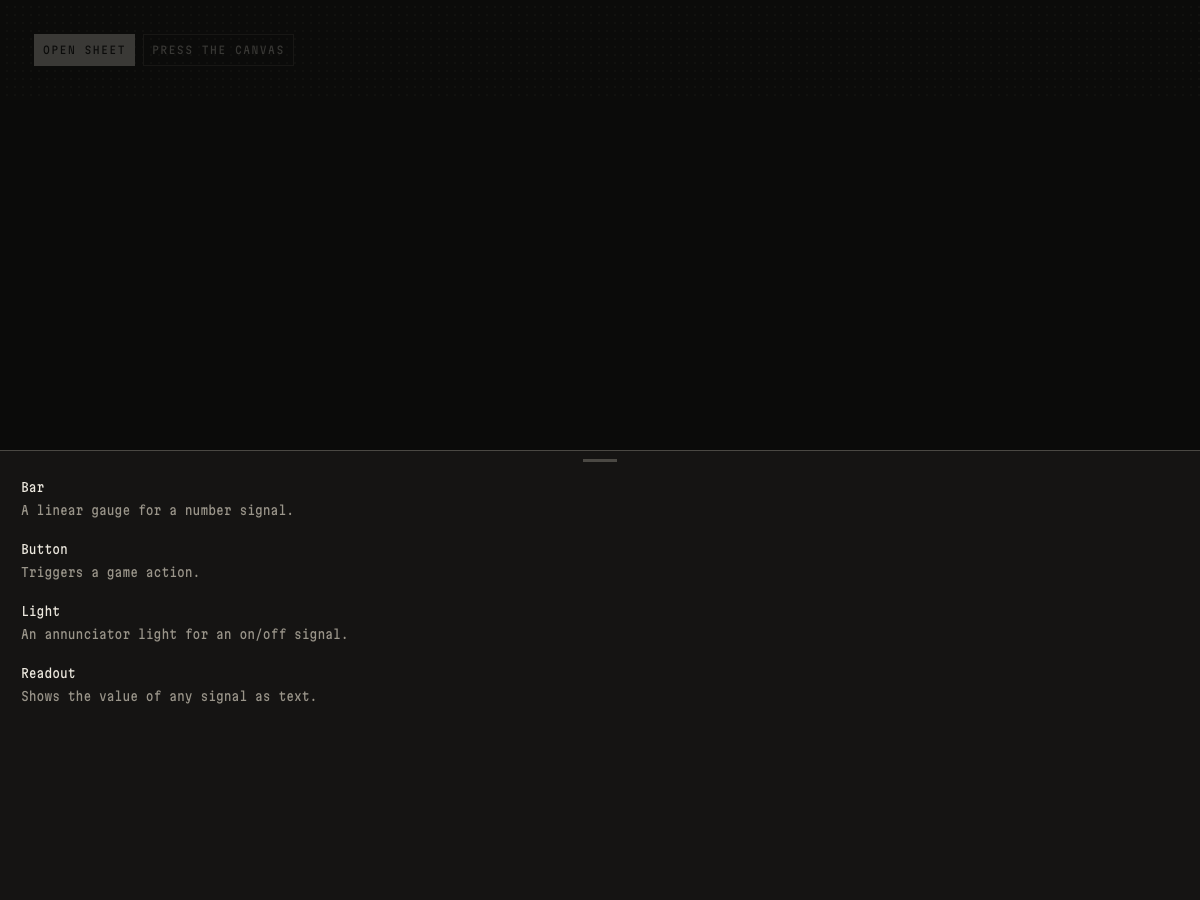 OPEN SHEET
PRESS THE CANVAS
Bar
A linear gauge for a number signal.
Button
Triggers a game action.
Light
An annunciator light for an on/off signal.
Readout
Shows the value of any signal as text.